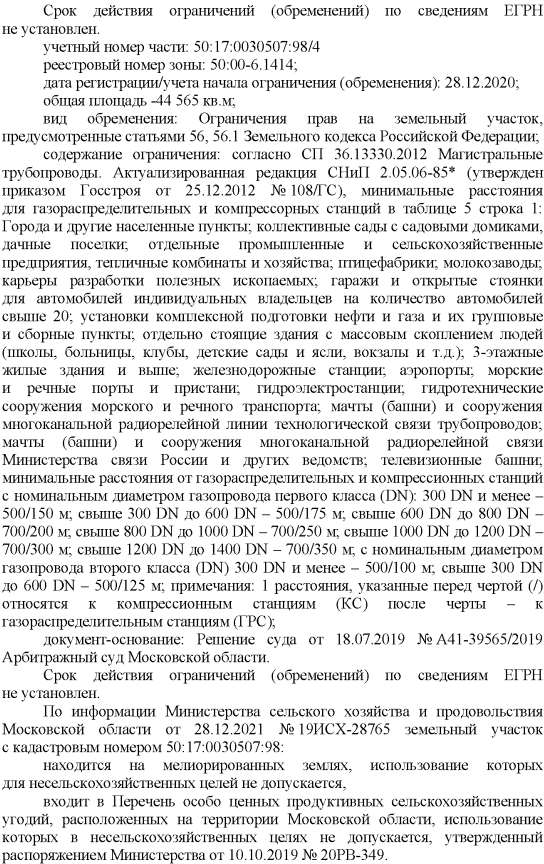 Срок действия ограничений (обременений) по сведениям ЕГРН
не установлен.
учетный номер части: 50:17:0030507:98/4
реестровый номер зоны: 50:00-6.1414;
дата регистрации/учета начала ограничения (обременения): 28.12.2020;
общая площадь -44 565 кв.м;
вид обременения: Ограничения прав на земельный участок,
предусмотренные статьями 56, 56.1 Земельного кодекса Российской Федерации;
содержание ограничения: согласно СП 36.13330.2012 Магистральные
трубопроводы. Актуализированная редакция СНиП 2.05.06-85* (утвержден
приказом Госстроя от 25.12.2012 №108/ГС), минимальные расстояния
для газораспределительных и компрессорных станций в таблице 5 строка 1:
Города и другие населенные пункты; коллективные сады с садовыми домиками,
дачные поселки; отдельные промышленные и сельскохозяйственные
предприятия, тепличные комбинаты и хозяйства; птицефабрики; молокозаводы;
карьеры разработки полезных ископаемых; гаражи и открытые стоянки
для автомобилей индивидуальных владельцев на количество автомобилей
свыше 20; установки комплексной подготовки нефти и газа и их групповые
и сборные пункты; отдельно стоящие здания с массовым скоплением людей
(школы, больницы, клубы, детские сады и ясли, вокзалы и т.д.); 3-этажные
жилые здания и выше; железнодорожные станции; аэропорты; морские
и речные порты и пристани; гидроэлектростанции; гидротехнические
сооружения морского и речного транспорта; мачты (башни) и сооружения
многоканальной радиорелейной линии технологической связи трубопроводов;
мачты (башни) и сооружения многоканальной радиорелейной связи
Министерства связи России и других ведомств; телевизионные башни;
минимальные расстояния от газораспределительных и компрессионных станций
с номинальным диаметром газопровода первого класса (DN): 300 DN и менее –
500/150 м; свыше 300 DN до 600 DN – 500/175 м; свыше 600 DN до 800 DN –
700/200 м; свыше 800 DN до 1000 DN – 700/250 м; свыше 1000 DN до 1200 DN –
700/300 м; свыше 1200 DN до 1400 DN – 700/350 м; с номинальным диаметром
газопровода второго класса (DN) 300 DN и менее – 500/100 м; свыше 300 DN
до 600 DN – 500/125 м; примечания: 1 расстояния, указанные перед чертой (/)
относятся к компрессионным станциям (КС) после черты – к
газораспределительным станциям (ГРС);
документ-основание: Решение суда от 18.07.2019 №А41-39565/2019
Арбитражный суд Московской области.
Срок действия ограничений (обременений) по сведениям ЕГРН
не установлен.
По информации Министерства сельского хозяйства и продовольствия
Московской области от 28.12.2021 №19ИСХ-28765 земельный участок
с кадастровым номером 50:17:0030507:98:
находится на мелиорированных землях, использование которых
для несельскохозяйственных целей не допускается,
входит в Перечень особо ценных продуктивных сельскохозяйственных
угодий, расположенных на территории Московской области, использование
которых в несельскохозяйственных целях не допускается, утвержденный
распоряжением Министерства от 10.10.2019 № 20РВ-349.